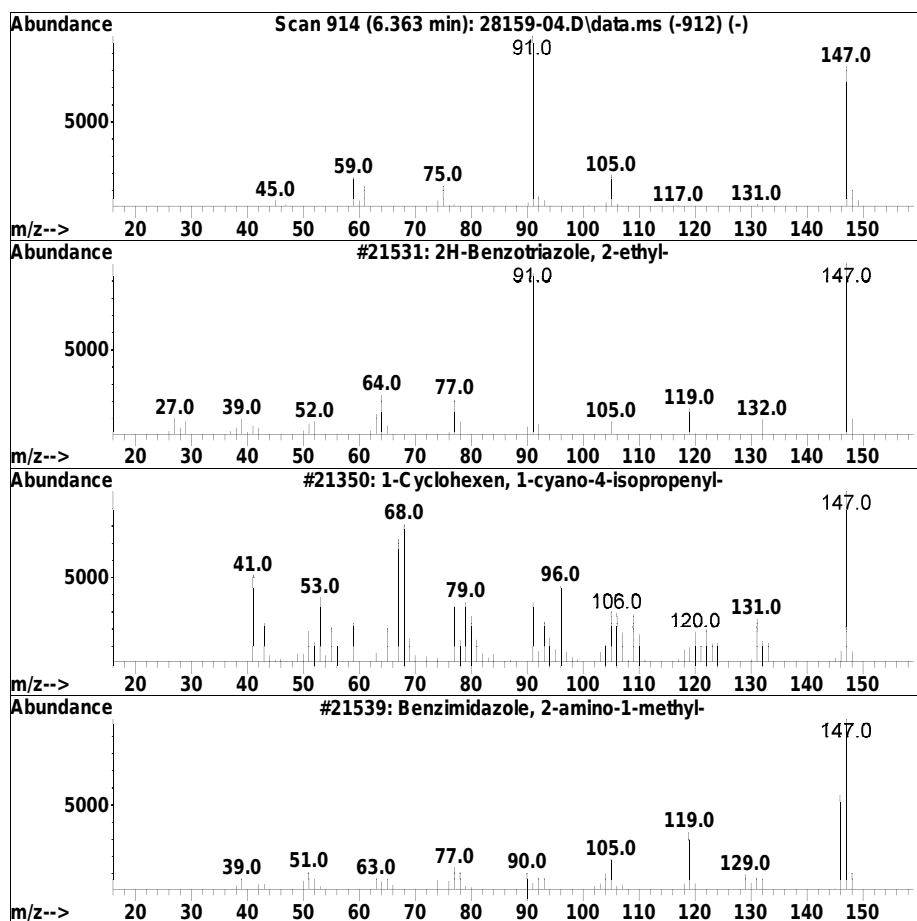 Abundance Scan 914 (6.363 min): 28159-04.D\data.ms (-912) (-)
91.0
147.0
5000
105.0
59.0
75.0
45.0
117.0 131.0
20 30 40 50 60 70 80 90 100 110 120 130 140 150
m/z-->
Abundance #21531: 2H-Benzotriazole, 2-ethyl-
91.0 147.0
5000
64.0 77.0
27.0 39.0 52.0 105.0 119.0 132.0
20 30 40 50 60 70 80 90 100 110 120 130 140 150
m/z-->
Abundance #21350: 1-Cyclohexen, 1-cyano-4-isopropenyl-
147.0
68.0
5000
41.0
53.0 79.0 96.0
106.0
120.0 131.0
20 30 40 50 60 70 80 90 100 110 120 130 140 150
m/z-->
Abundance #21539: Benzimidazole, 2-amino-1-methyl-
147.0
5000
119.0
39.0 51.0 63.0 77.0 90.0 105.0 129.0
20 30 40 50 60 70 80 90 100 110 120 130 140 150
m/z-->